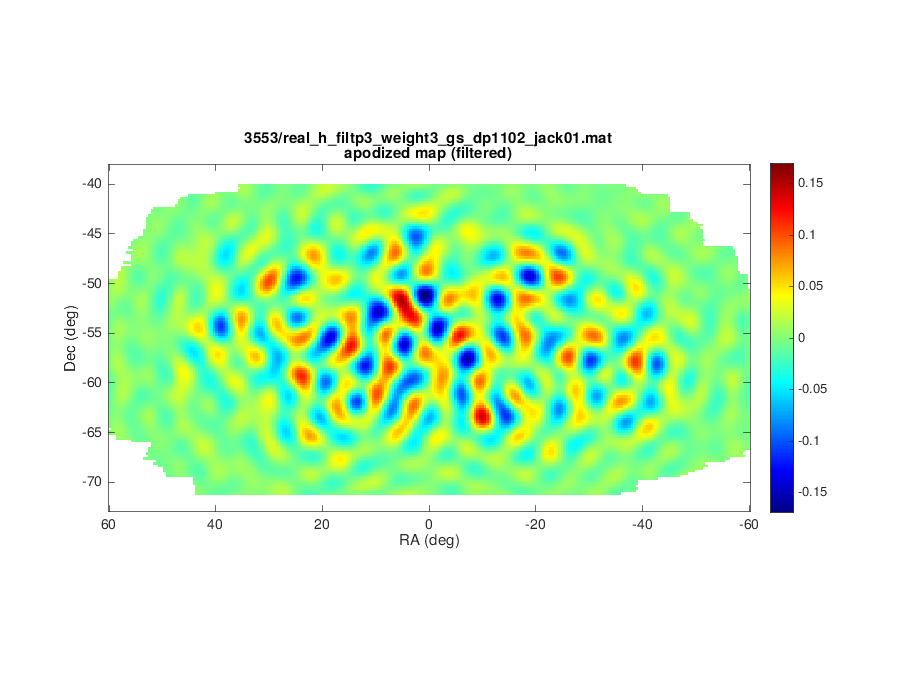 3553/real_h_filtp3_weight3_gs_dp1102_jack01.mat
apodized map (filtered)
-40
-45
-50
-55
-60
-65
-70
Dec (deg)
60 40 20 0 -20 -40 -60
RA (deg)
0.15
0.1
0.05
0
-0.05
-0.1
-0.15